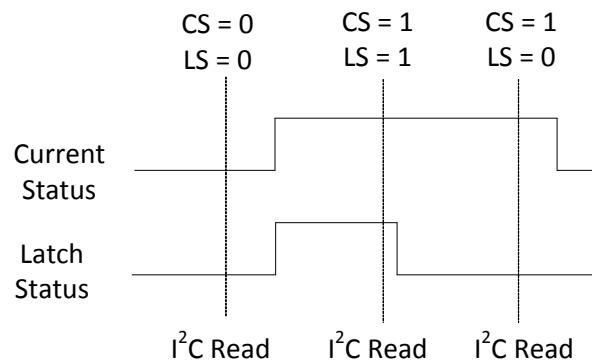 CS = 0 CS = 1 CS = 1
LS = 0 LS = 1 LS = 0
Current
Status
Latch
Status
I²C Read I²C Read I²C Read